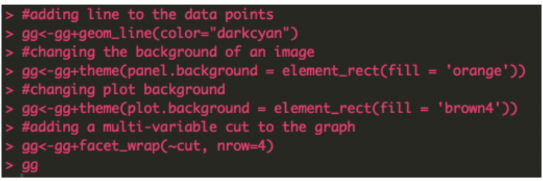 > #adding line to the data points
> gg<-gg+geom_line(color="darkcyan")
> #changing the background of an image
> gg<-gg+theme(panel.background = element_rect(fill = 'orange'))
> #changing plot background
> gg<-gg+theme(plot.background = element_rect(fill = 'brown4'))
> #adding a multi-variable cut to the graph
> gg<-gg+facet_wrap(~cut, nrow=4)
> gg